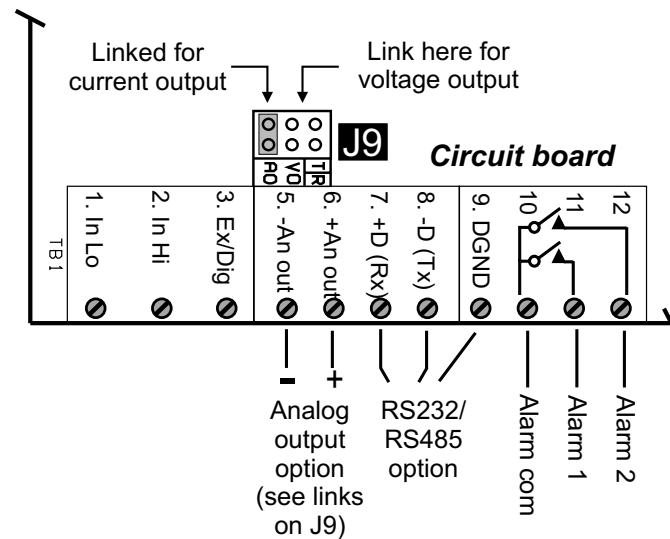 Linked for
current output
Link here for
voltage output
J9
AO
VO
TR
Circuit board
TB1
1. In Lo
2. In Hi
3. Ex/Dig
5. -An out
6. +An out
7. +D (Rx)
8. -D (Tx)
9. DGND
10
11
12
-
+
Analog
output
option
(see links
on J9)
RS232/
RS485
option
Alarm com
Alarm 1
Alarm 2